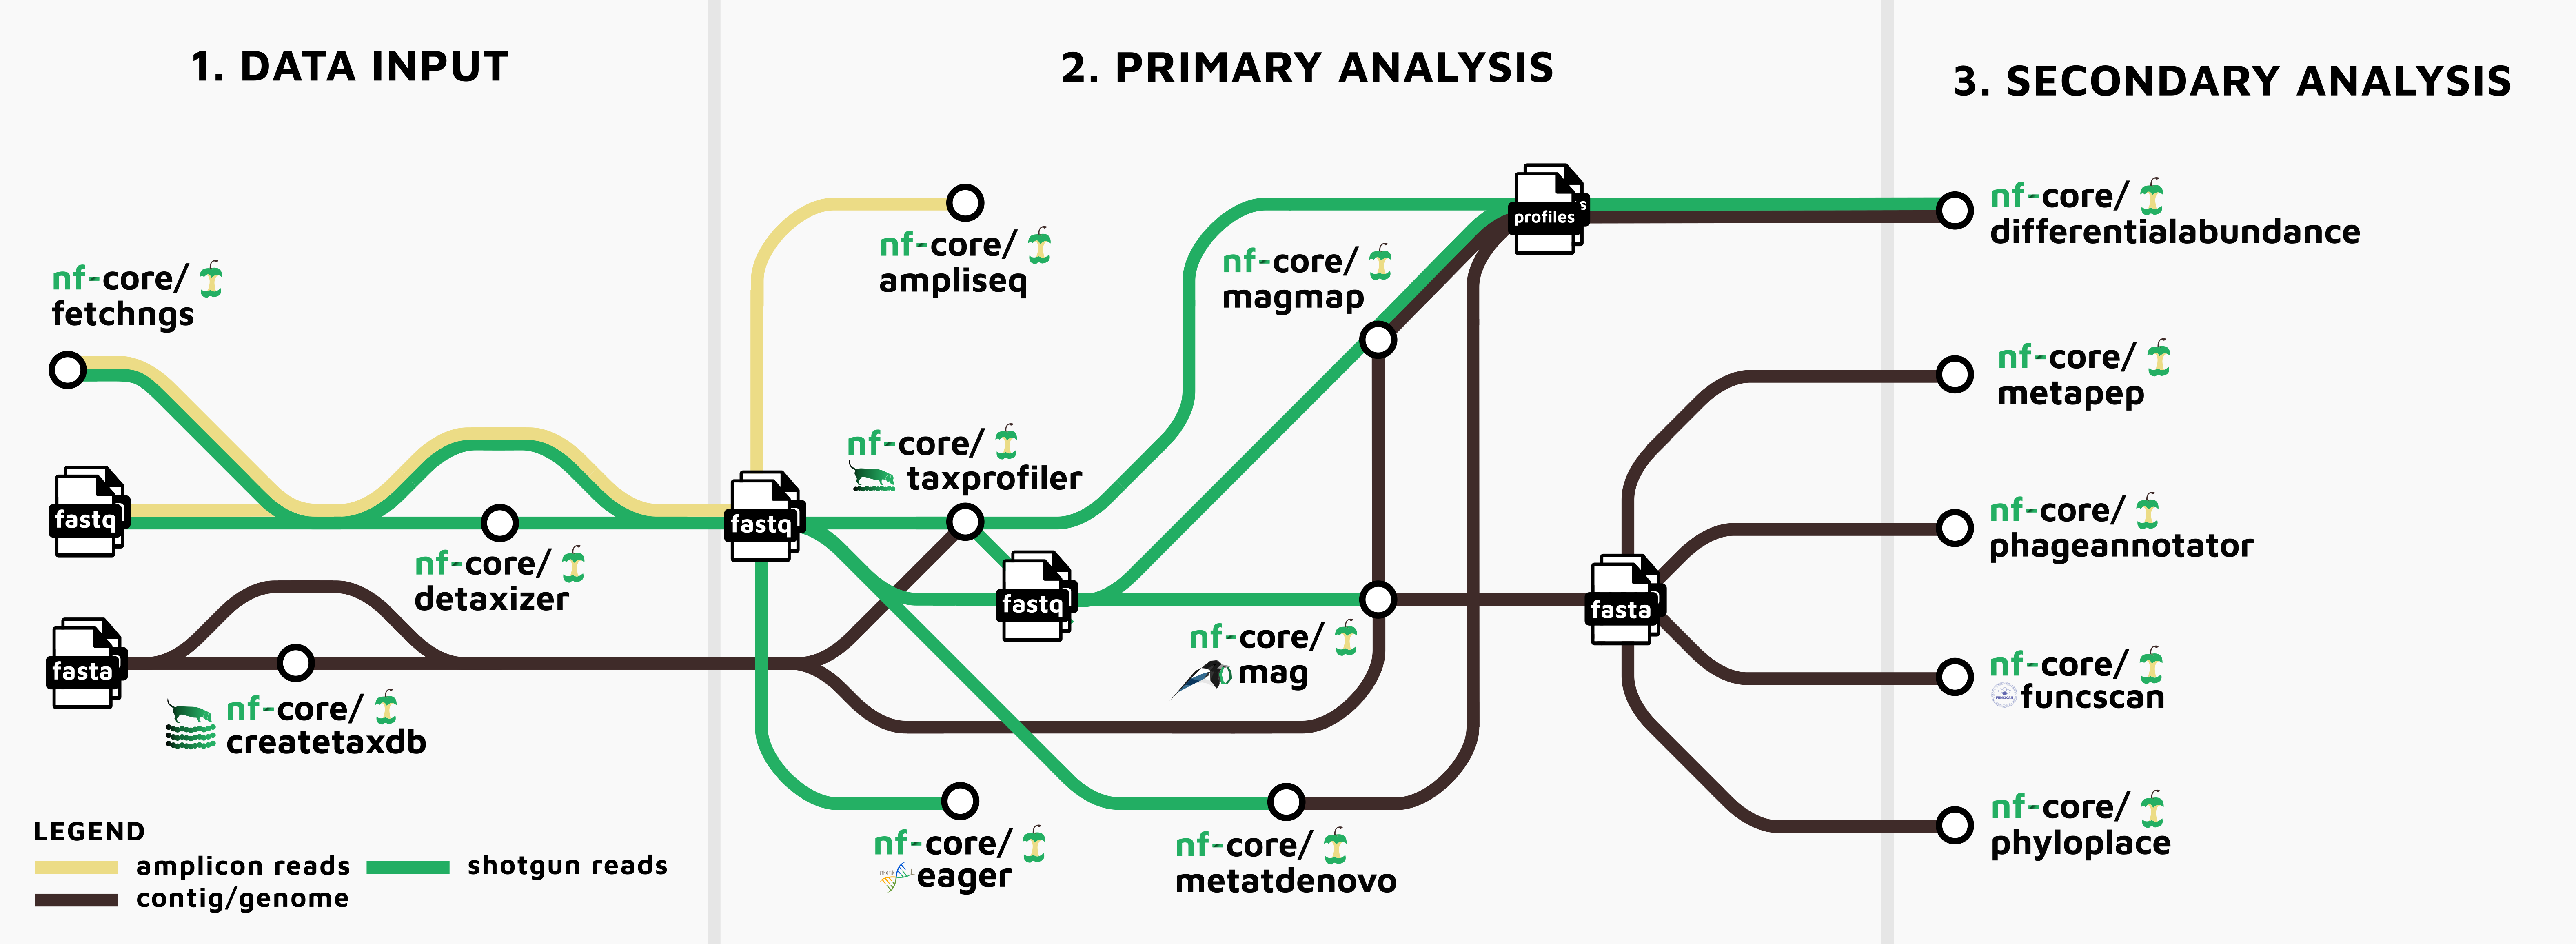 1. DATA INPUT
2. PRIMARY ANALYSIS
3. SECONDARY ANALYSIS
nf-core/
fetchngs
fastq
nf-core/
detaxizer
fasta
nf-core/
createtaxdb
LEGEND
amplicon reads
shotgun reads
contig/genome
fastq
nf-core/
ampliseq
nf-core/
taxprofiler
fastq
nf-core/
magmap
profiles
s
nf-core/
mag
nf-core/
eager
nf-core/
metatdenovo
fasta
nf-core/
differentialabundance
nf-core/
metapep
nf-core/
phageannotator
nf-core/
funcscan
nf-core/
phyloplace